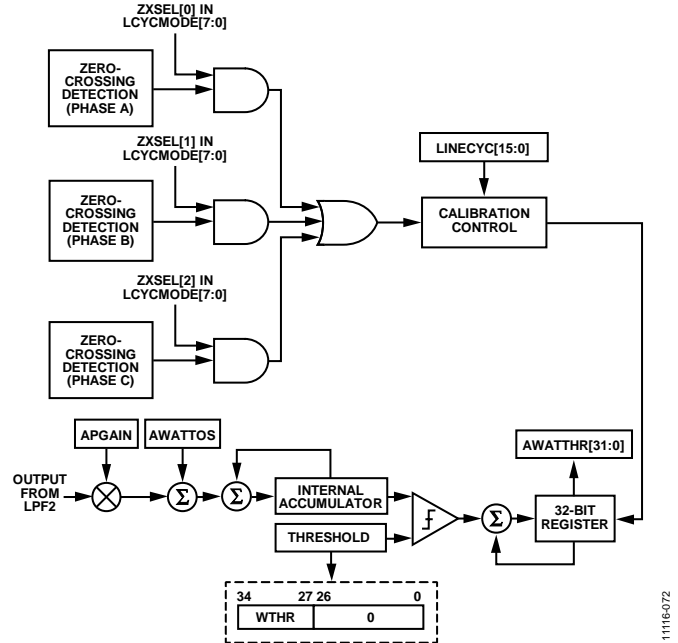 ZXSEL[0] IN
LCYCMODE[7:0]
ZERO-
CROSSING
DETECTION
(PHASE A)
ZXSEL[1] IN
LCYCMODE[7:0]
ZERO-
CROSSING
DETECTION
(PHASE B)
LINECYC[15:0]
CALIBRATION
CONTROL
ZXSEL[2] IN
LCYCMODE[7:0]
ZERO-
CROSSING
DETECTION
(PHASE C)
APGAIN
AWATTOS
AWATTHR[31:0]
OUTPUT
FROM
LPF2
Σ
Σ
INTERNAL
ACCUMULATOR
THRESHOLD
Σ
32-BIT
REGISTER
34 27 26 0
WTHR 0
11116-072